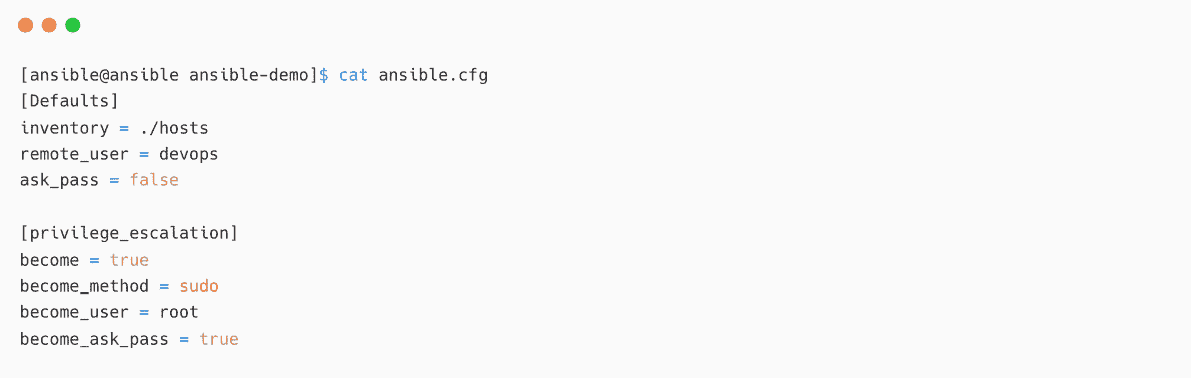 [ansible@ansible ansible-demo]$ cat ansible.cfg
[Defaults]
inventory = ./hosts
remote_user = devops
ask_pass = false
[privilege_escalation]
become = true
become_method = sudo
become_user = root
become_ask_pass = true